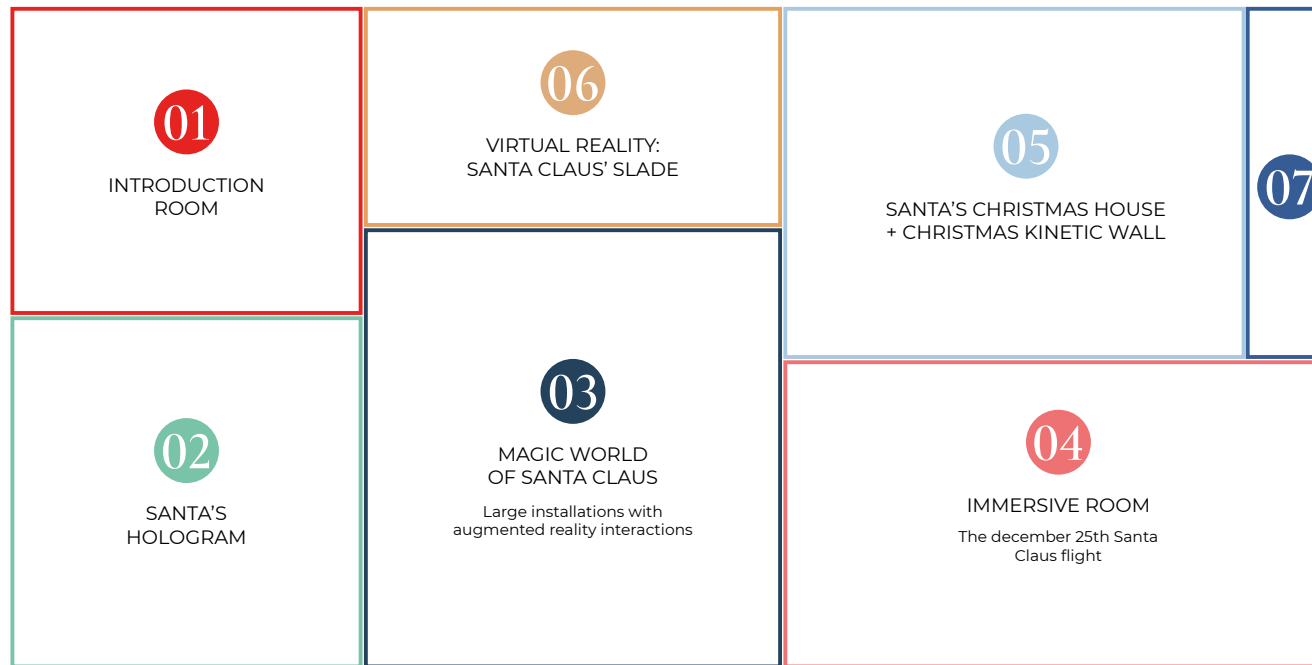 01
INTRODUCTION
ROOM
02
SANTA’S
HOLOGRAM
06
VIRTUAL REALITY:
SANTA CLAUS’ SLADE
03
MAGIC WORLD
OF SANTA CLAUS
Large installations with
augmented reality interactions
05
SANTA’S CHRISTMAS HOUSE
+ CHRISTMAS KINETIC WALL
07
04
IMMERSIVE ROOM
The december 25th Santa
Claus flight